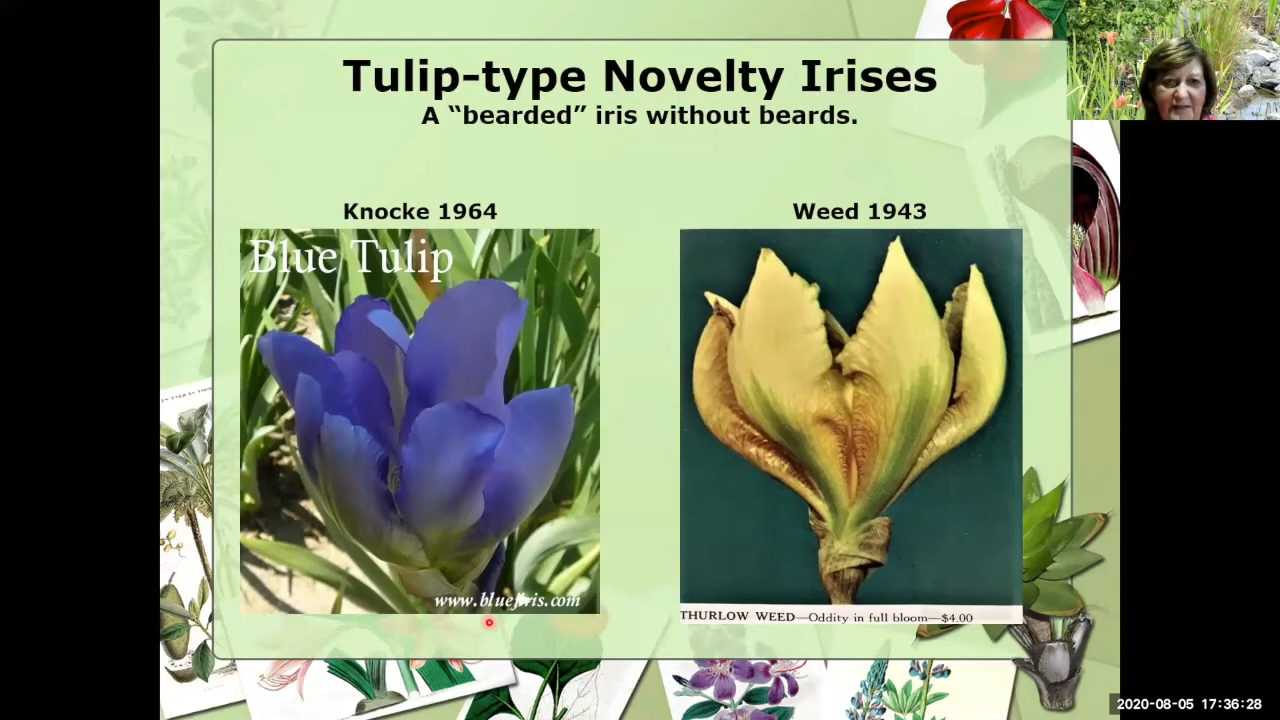 Tulip-type Novelty Irises
A “bearded” iris without beards.
Knocke 1964
Weed 1943
Blue Tulip
www.bluejiris.com
THURLOW WEED—Oddity in full bloom—$4.00
2020-08-05 17:36:28